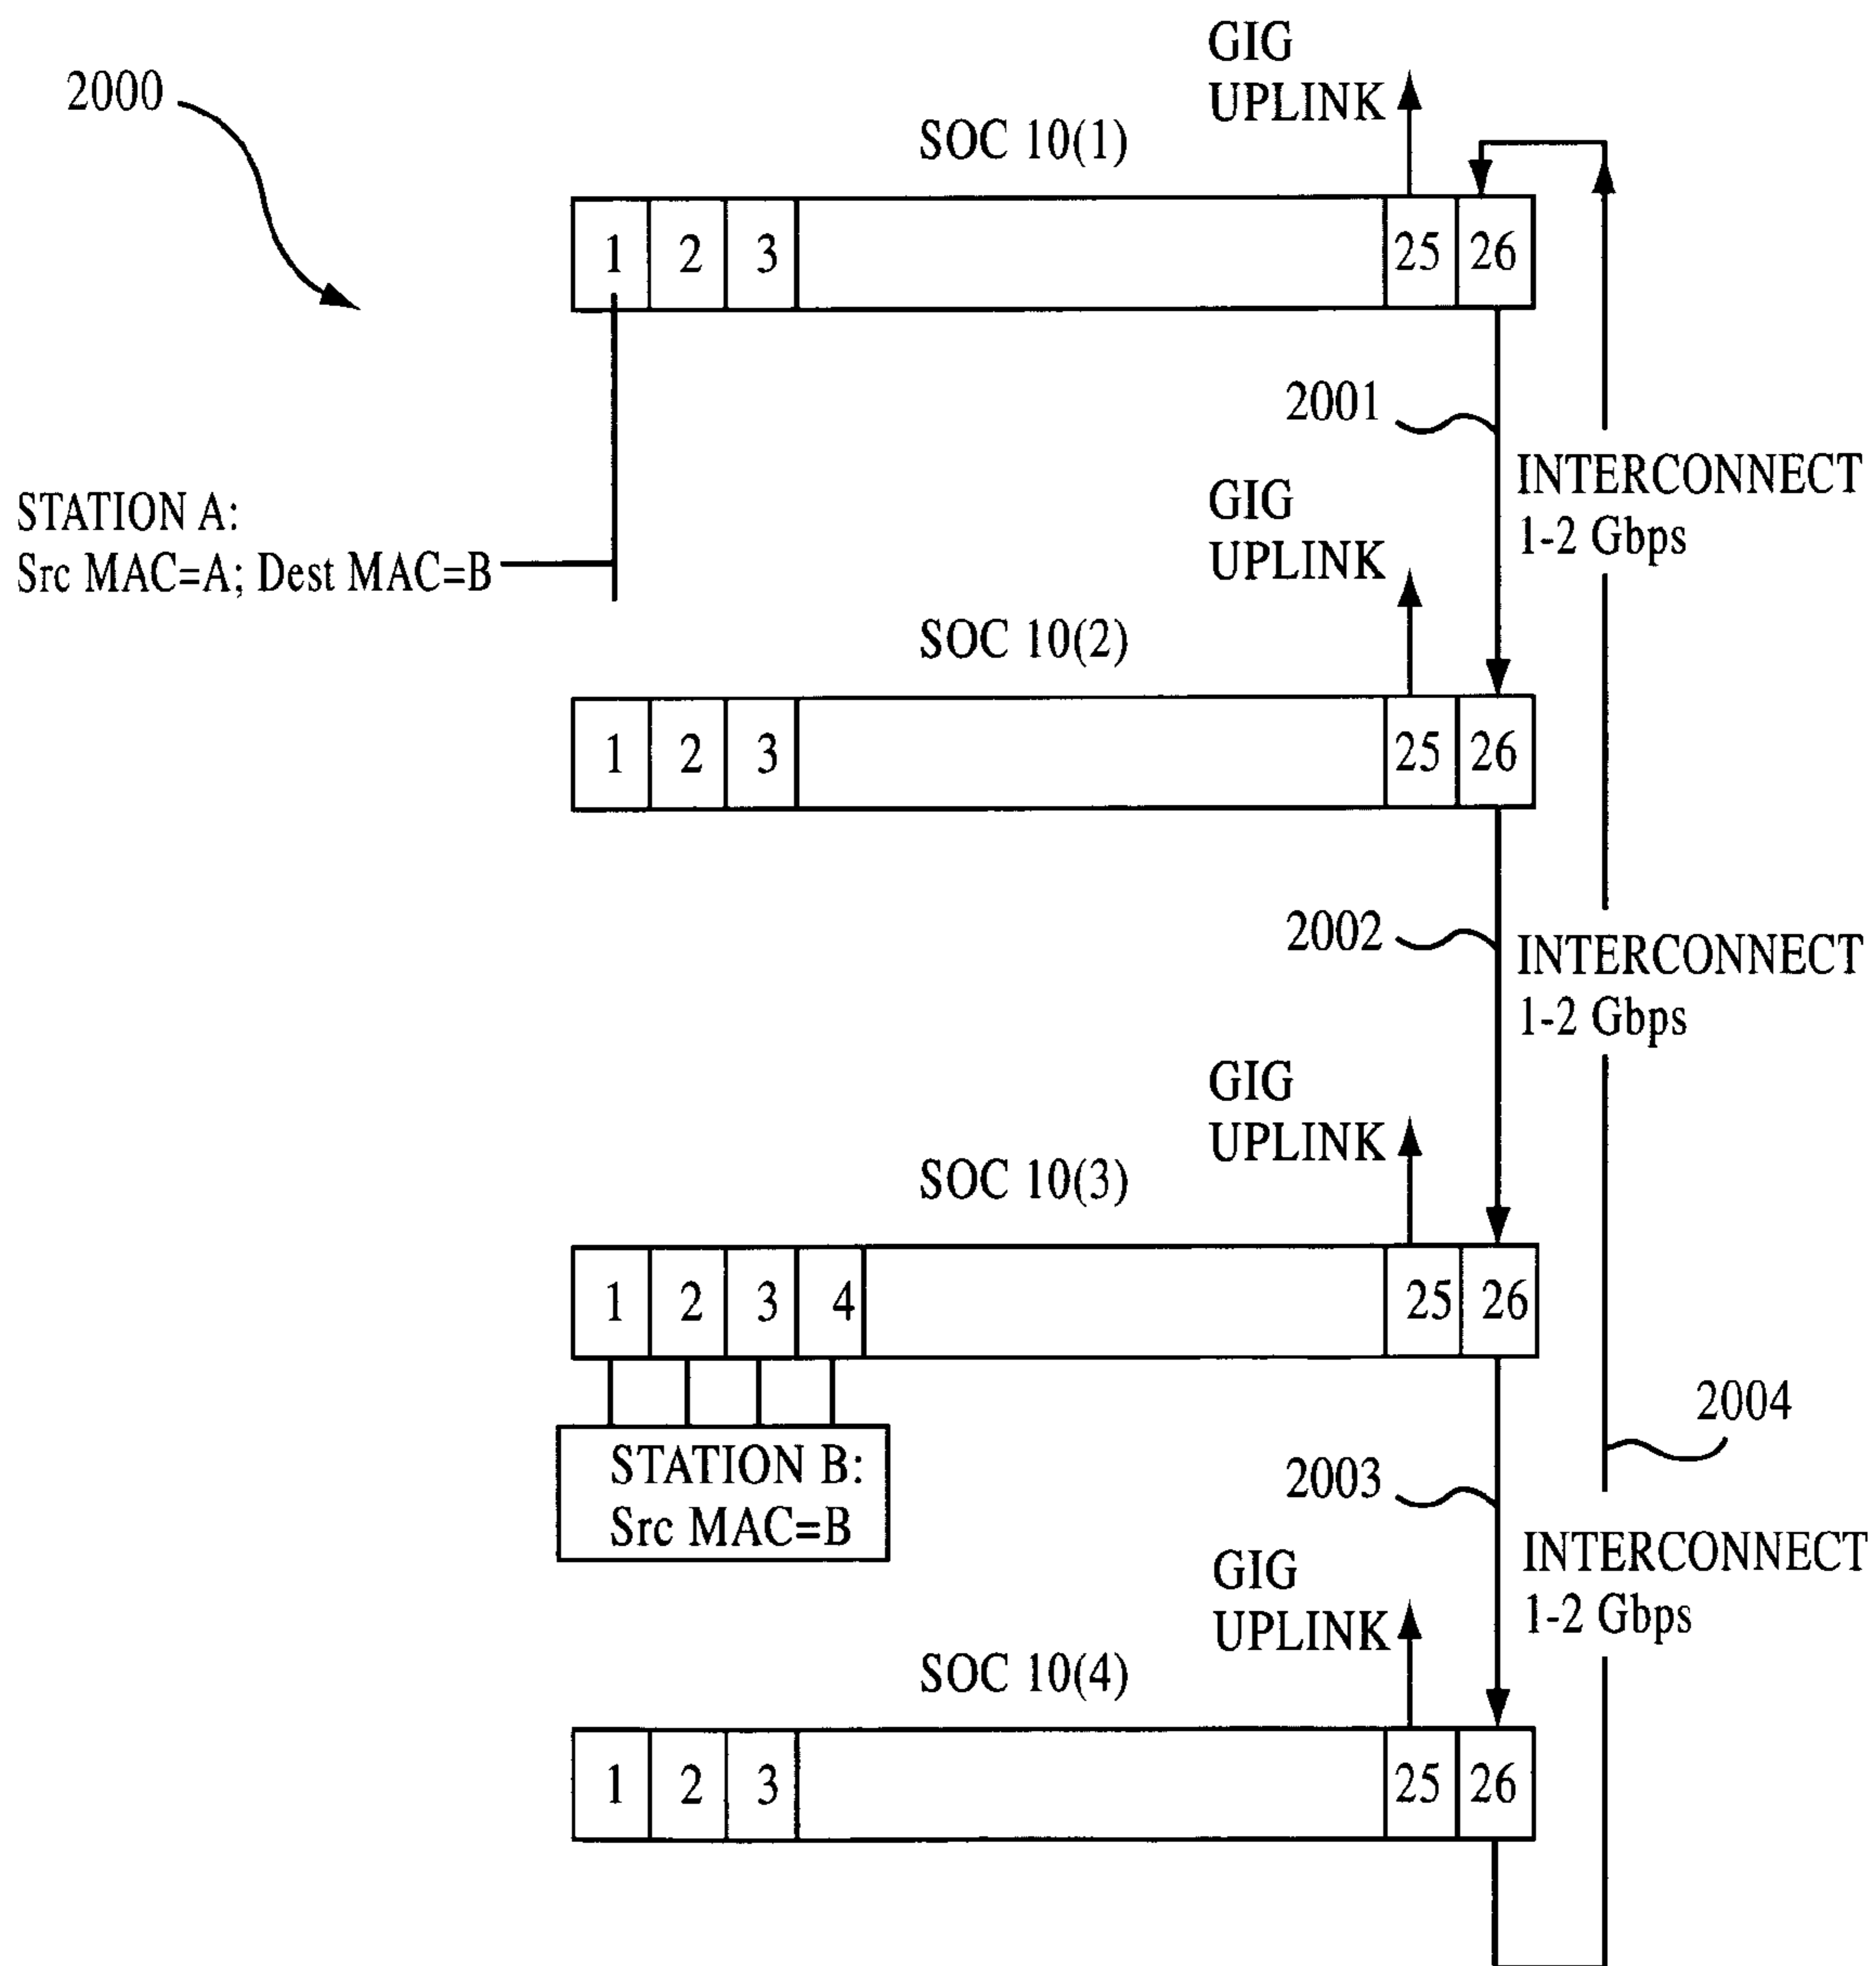 2000
GIG
UPLINK
SOC 10(1)
1 2 3 25 26
2001
INTERCONNECT
1-2 Gbps
STATION A:
Src MAC=A; Dest MAC=B
GIG
UPLINK
SOC 10(2)
1 2 3 25 26
2002
INTERCONNECT
1-2 Gbps
GIG
UPLINK
SOC 10(3)
1 2 3 4 25 26
STATION B:
Src MAC=B
2004
2003
INTERCONNECT
1-2 Gbps
GIG
UPLINK
SOC 10(4)
1 2 3 25 26